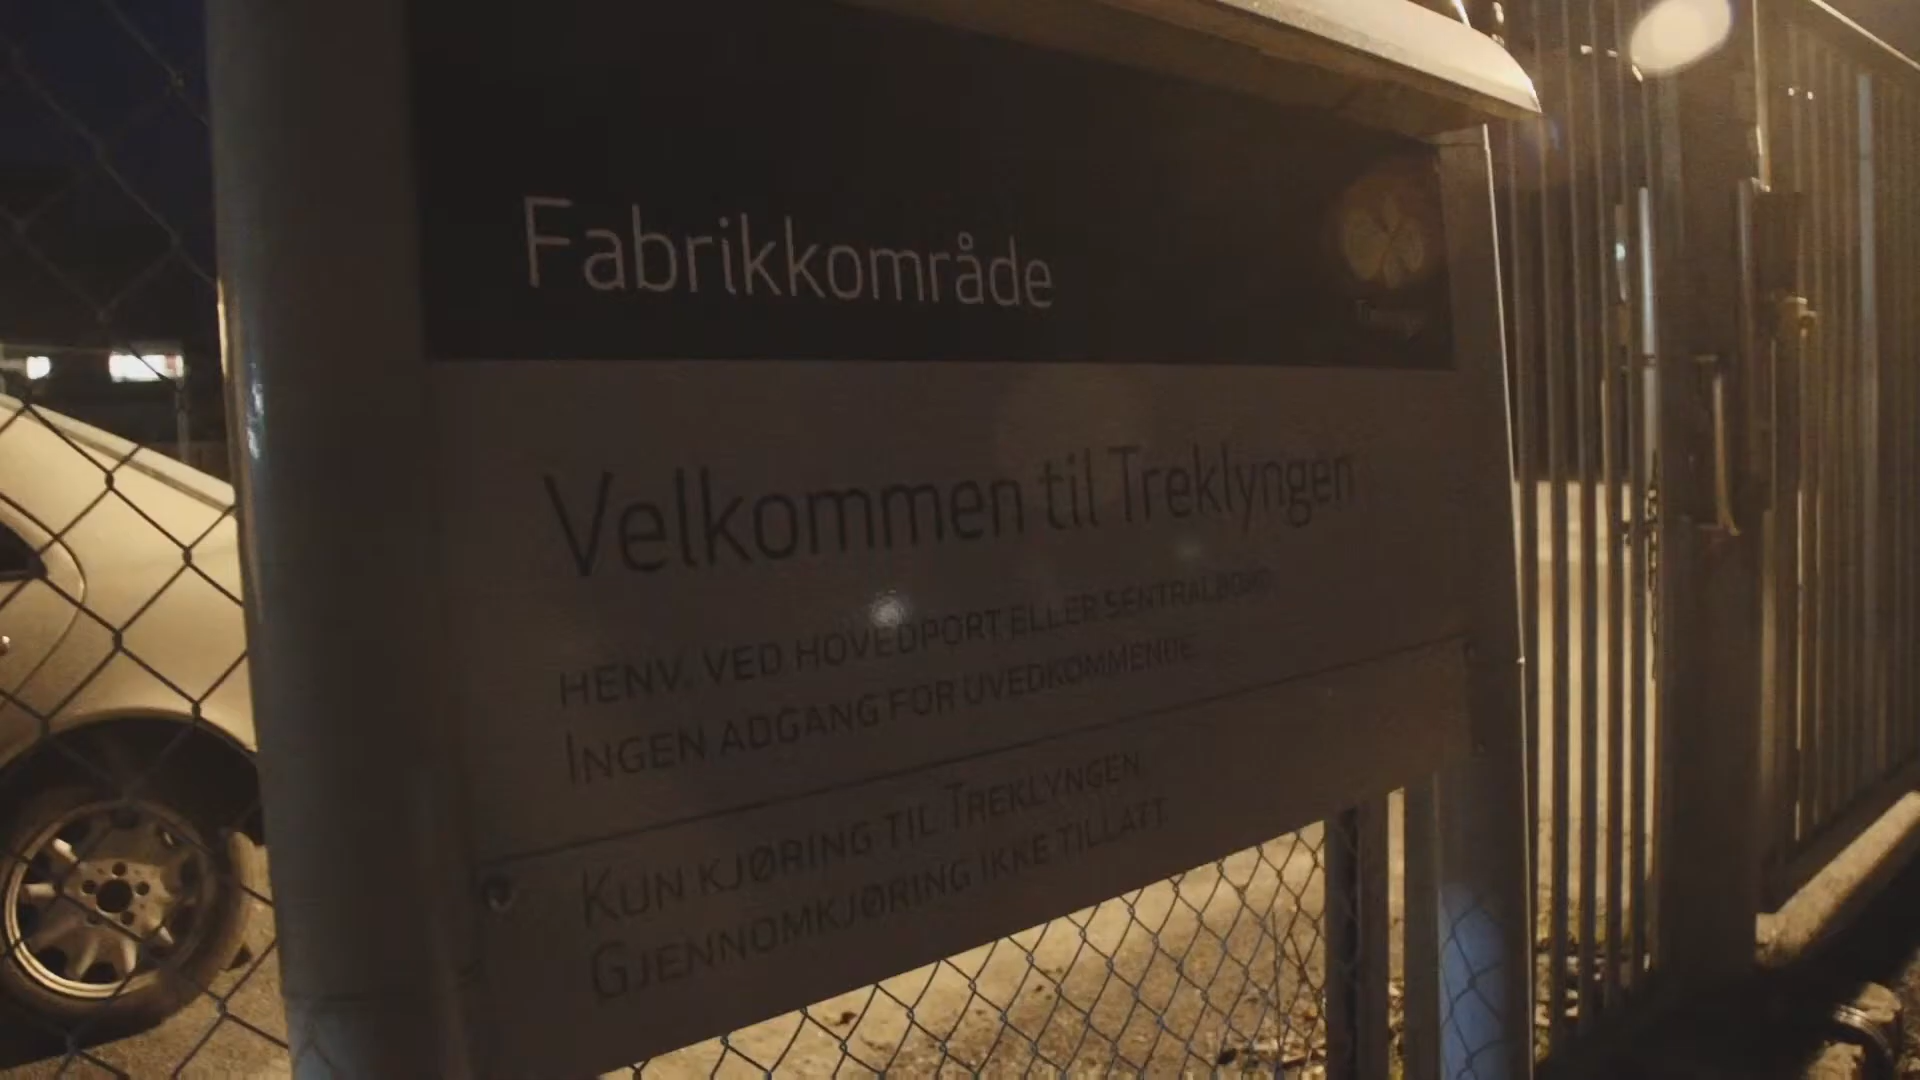 Fabrikkområde
Velkommen til Treklyngen
HENV. VED HOVEDPORT ELLER SENTRALBORD.
INGEN ADGANG FOR UVEDKOMMENDE
KUN KJØRING TIL TREKLYNGEN.
GJENNOMKJØRING IKKE TILLATT.